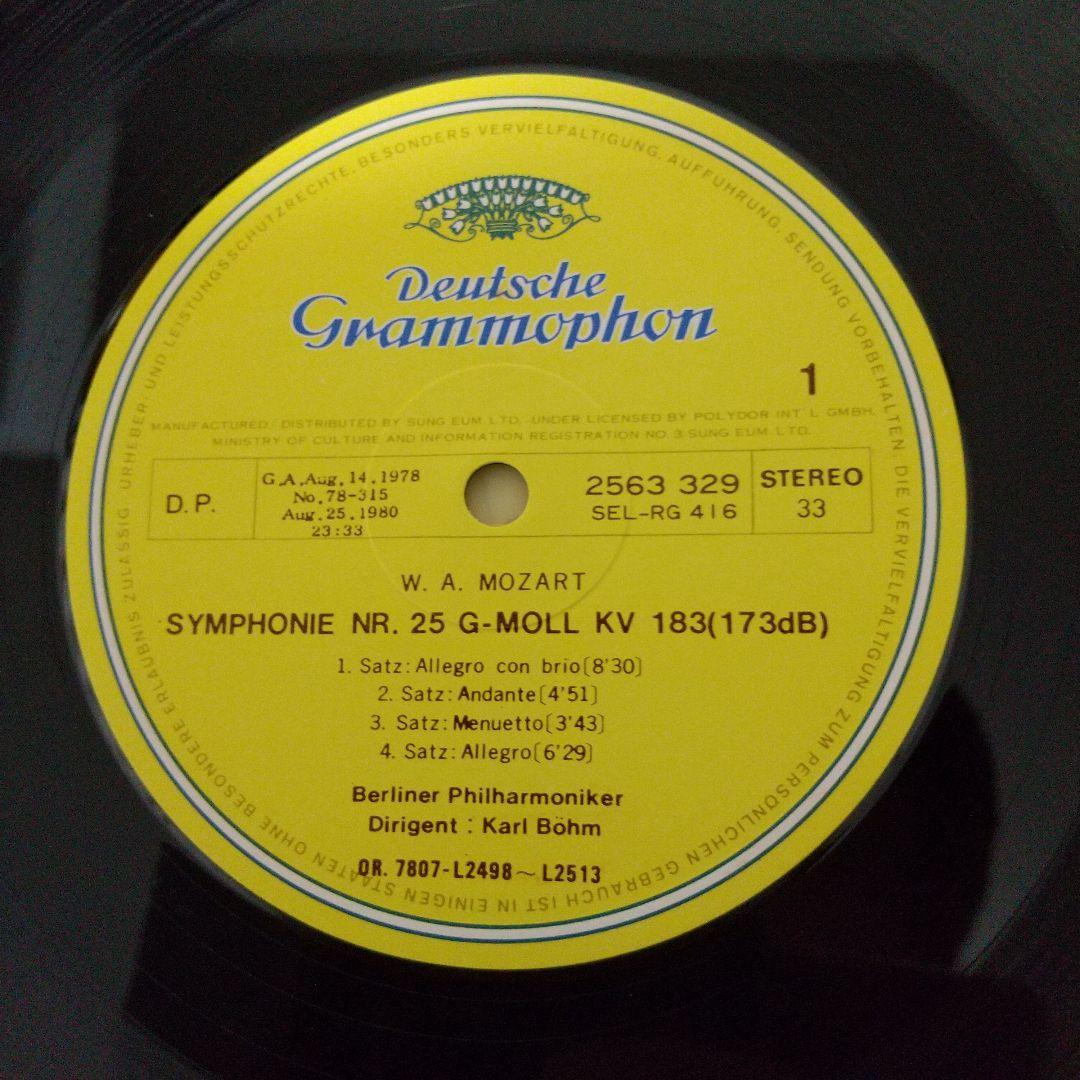 Deutsche
Grammophon
1
MANUFACTURED/DISTRIBUTED BY SUNG EUM LTD. UNDER LICENSED BY POLYDOR INT'L GMBH.
MINISTRY OF CULTURE AND INFORMATION REGISTRATION NO. 3 SUNG EUM LTD.
D.P.
G.A.Aug.14.1978
No.78-315
Aug.25.1980
23:33
2563 329
SEL-RG 416
STEREO
33
W. A. MOZART
SYMPHONIE NR. 25 G-MOLL KV 183(173dB)
1. Satz:Allegro con brio[8'30]
2. Satz:Andante[4'51]
3. Satz:Menuetto[3'43]
4. Satz:Allegro[6'29]
Berliner Philharmoniker
Dirigent : Karl Böhm
QR. 7807-L2498~L2513
URHEBER- UND LEISTUNGSSCHUTZRECHTE, BESONDERS VERVIELFÄLTIGUNG, AUFFÜHRUNG, SENDUNG VORBEHALTEN. DIE VERVIELFÄLTIGUNG ZUM PERSÖNLICHEN GEBRAUCH IST IN EINIGEN STAATEN OHNE BESONDERE ERLAUBNIS ZULÄSSIG.